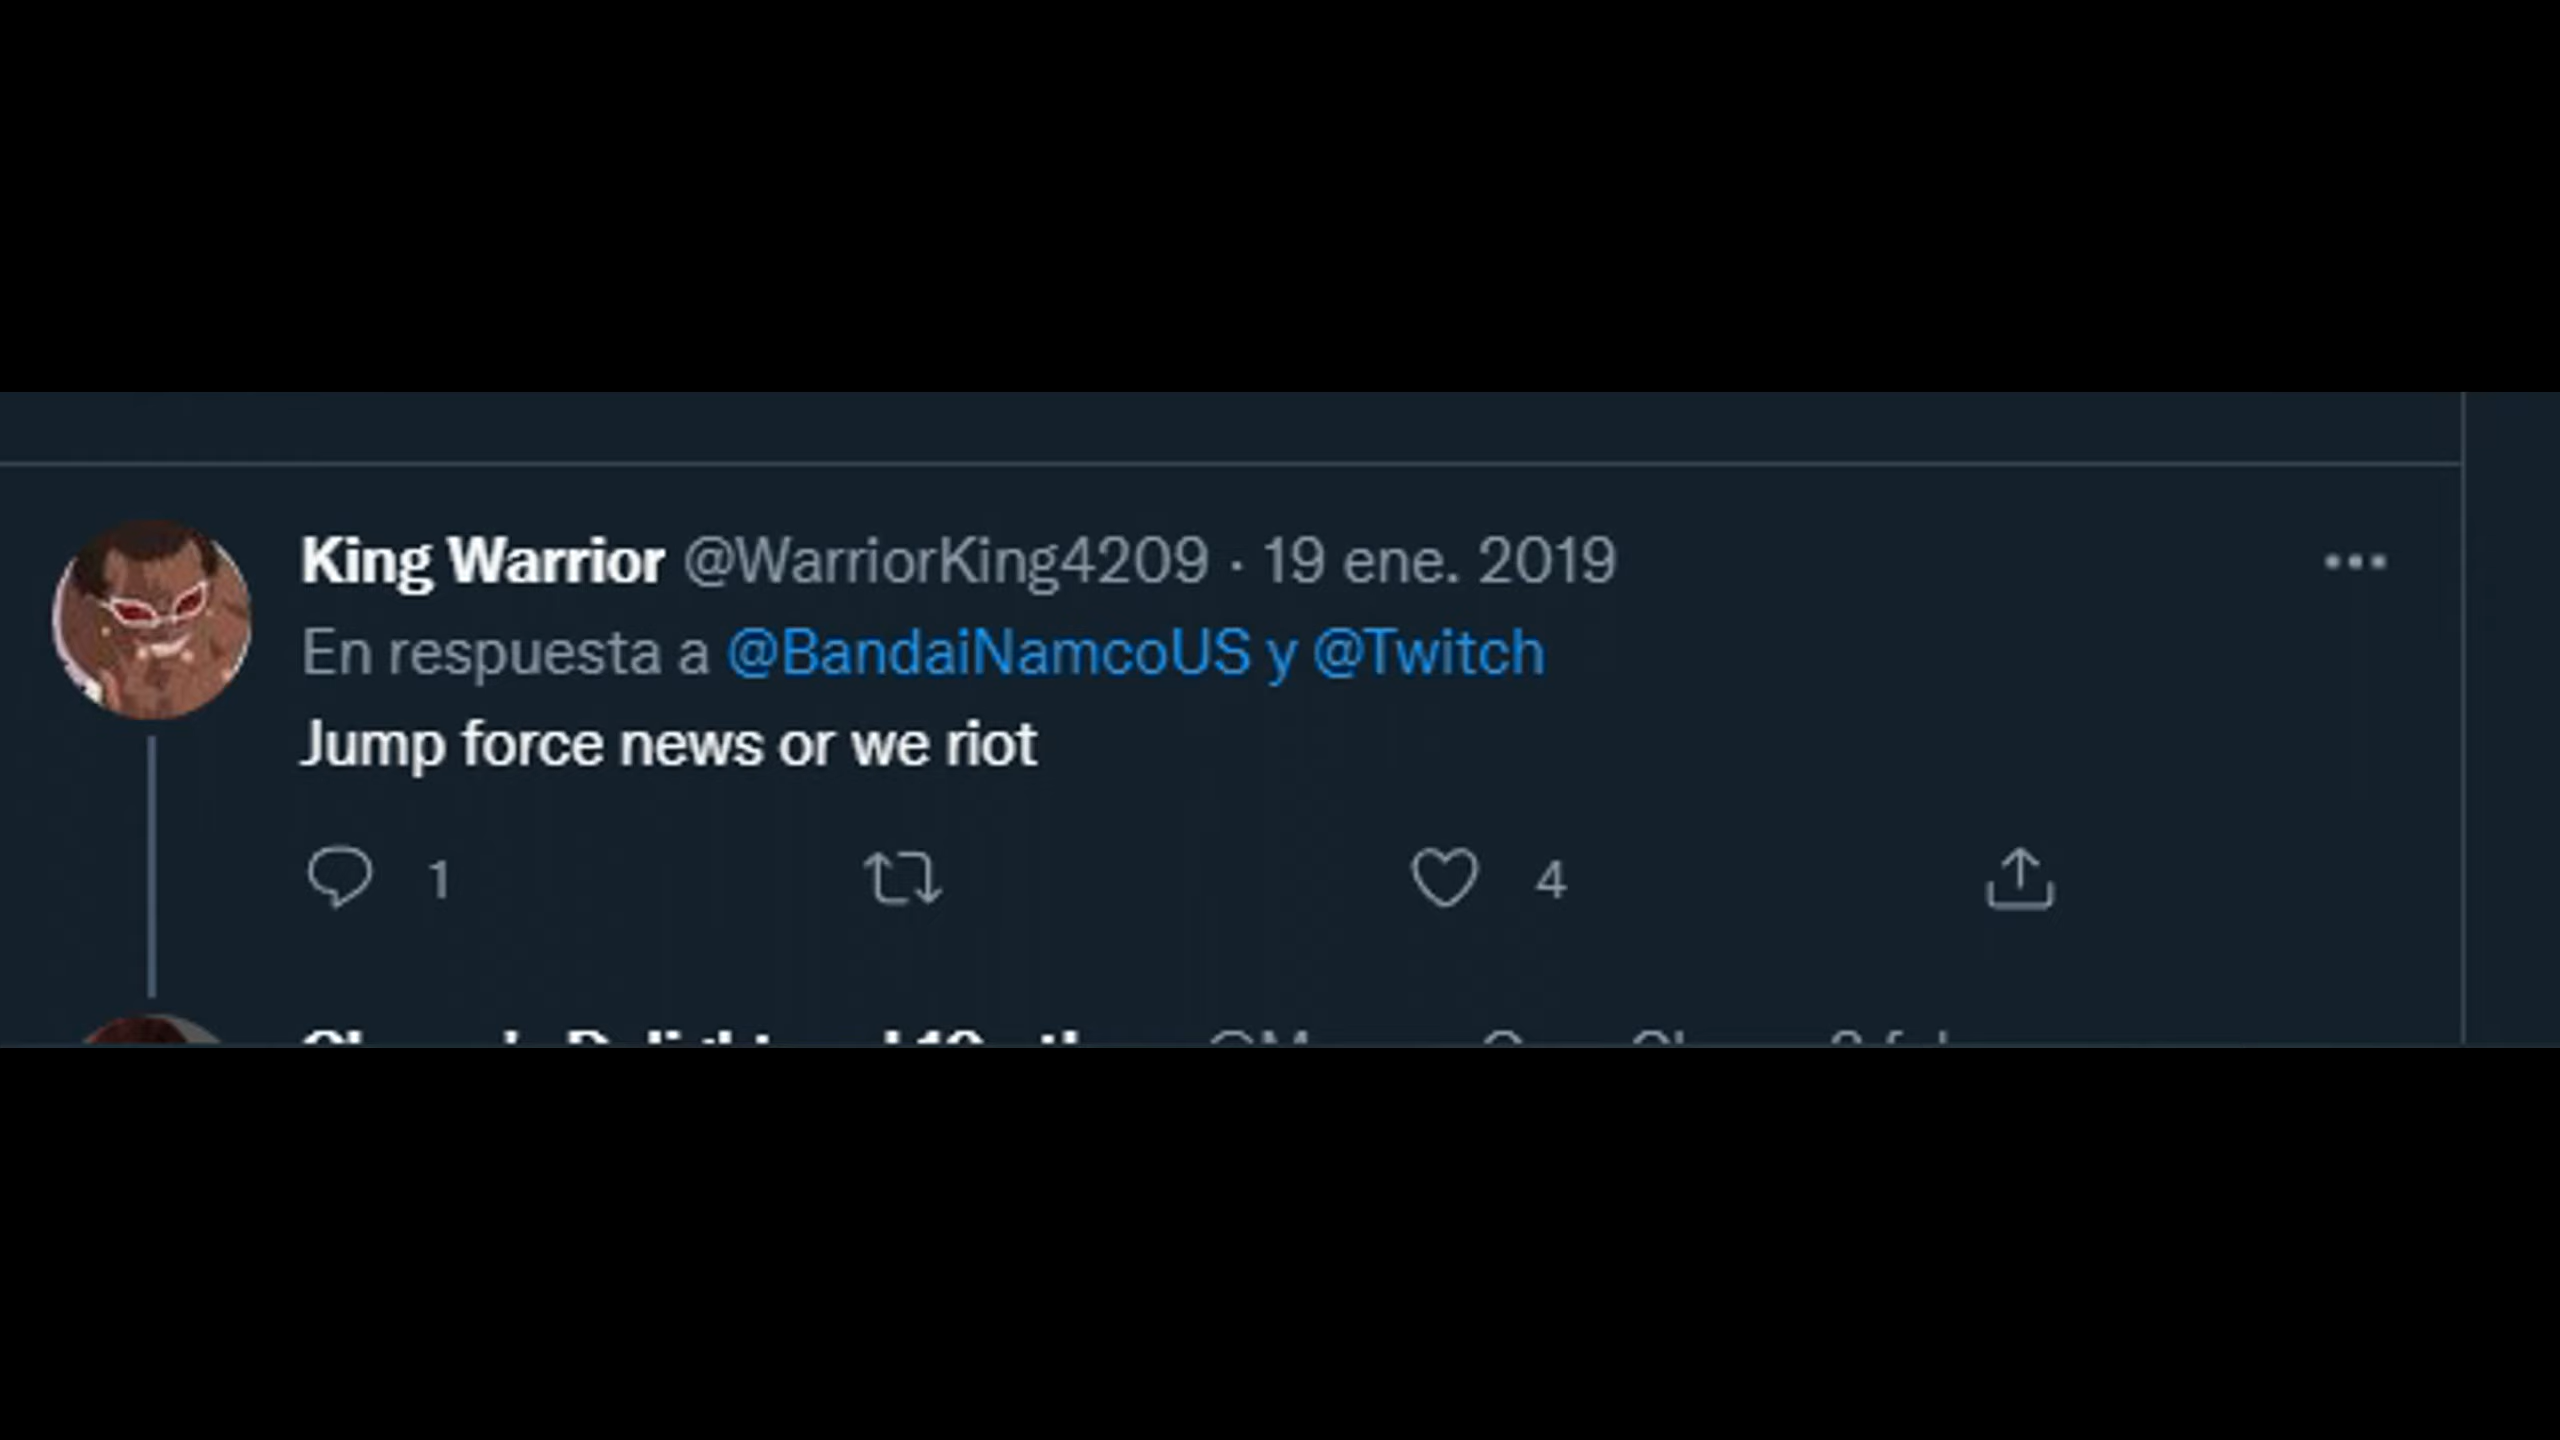 King Warrior @WarriorKing4209 · 19 ene. 2019
En respuesta a @BandaiNamcoUS y @Twitch
Jump force news or we riot
1 4